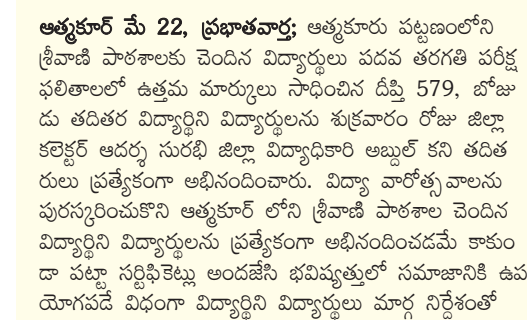 ఆత్మకూర్ మే 22, ప్రభాతవార్త; ఆత్మకూరు పట్టణంలోని
శ్రీవాణి పాఠశాలకు చెందిన విద్యార్థులు పదవ తరగతి పరీక్ష
ఫలితాలలో ఉత్తమ మార్కులు సాధించిన దీప్తి 579, బోజు
డు తదితర విద్యార్థిని విద్యార్థులను శుక్రవారం రోజు జిల్లా
కలెక్టర్ ఆదర్శ సురభి జిల్లా విద్యాధికారి అబ్దుల్ కని తదిత
రులు ప్రత్యేకంగా అభినందించారు. విద్యా వారోత్సవాలను
పురస్కరించుకొని ఆత్మకూర్ లోని శ్రీవాణి పాఠశాల చెందిన
విద్యార్థిని విద్యార్థులను ప్రత్యేకంగా అభినందించడమే కాకుం
డా పట్టా సర్టిఫికెట్లు అందజేసి భవిష్యత్తులో సమాజానికి ఉప
యోగపడే విధంగా విద్యార్థిని విద్యార్థులు మార్గ నిర్దేశంతో